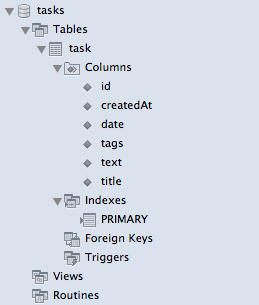 tasks
Tables
task
Columns
id
createdAt
date
tags
text
title
Indexes
PRIMARY
Foreign Keys
Triggers
Views
Routines